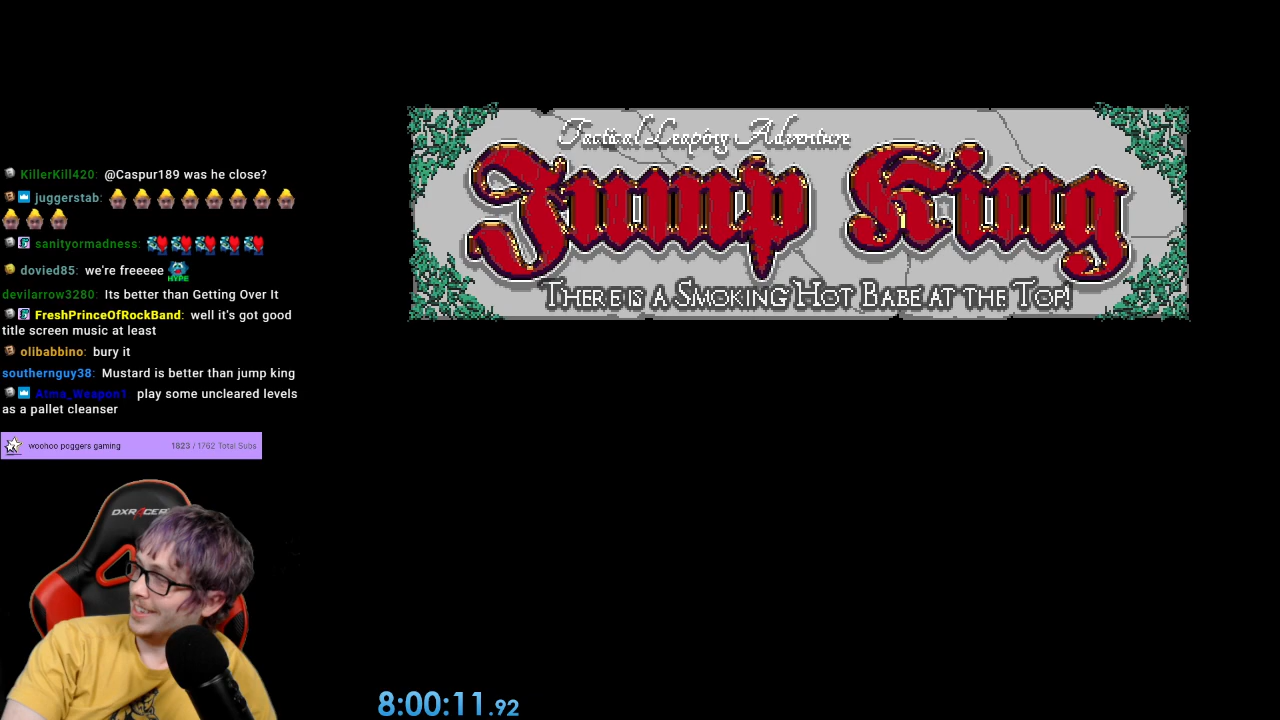 KillerKill420: @Caspur189 was he close?
juggerstab:
sanityormadness:
dovied85: we're freeeeee
HYPE
devilarrow3280: Its better than Getting Over It
FreshPrinceOfRockBand: well it's got good
title screen music at least
olibabbino: bury it
southernguy38: Mustard is better than jump king
Atma_Weapon1 play some uncleared levels
as a pallet cleanser
woohoo poggers gaming 1823 / 1762 Total Subs
DXRACER
Tactical Leaping Adventure
Jump King
There is a Smoking Hot Babe at the Top!
8:00:11.92